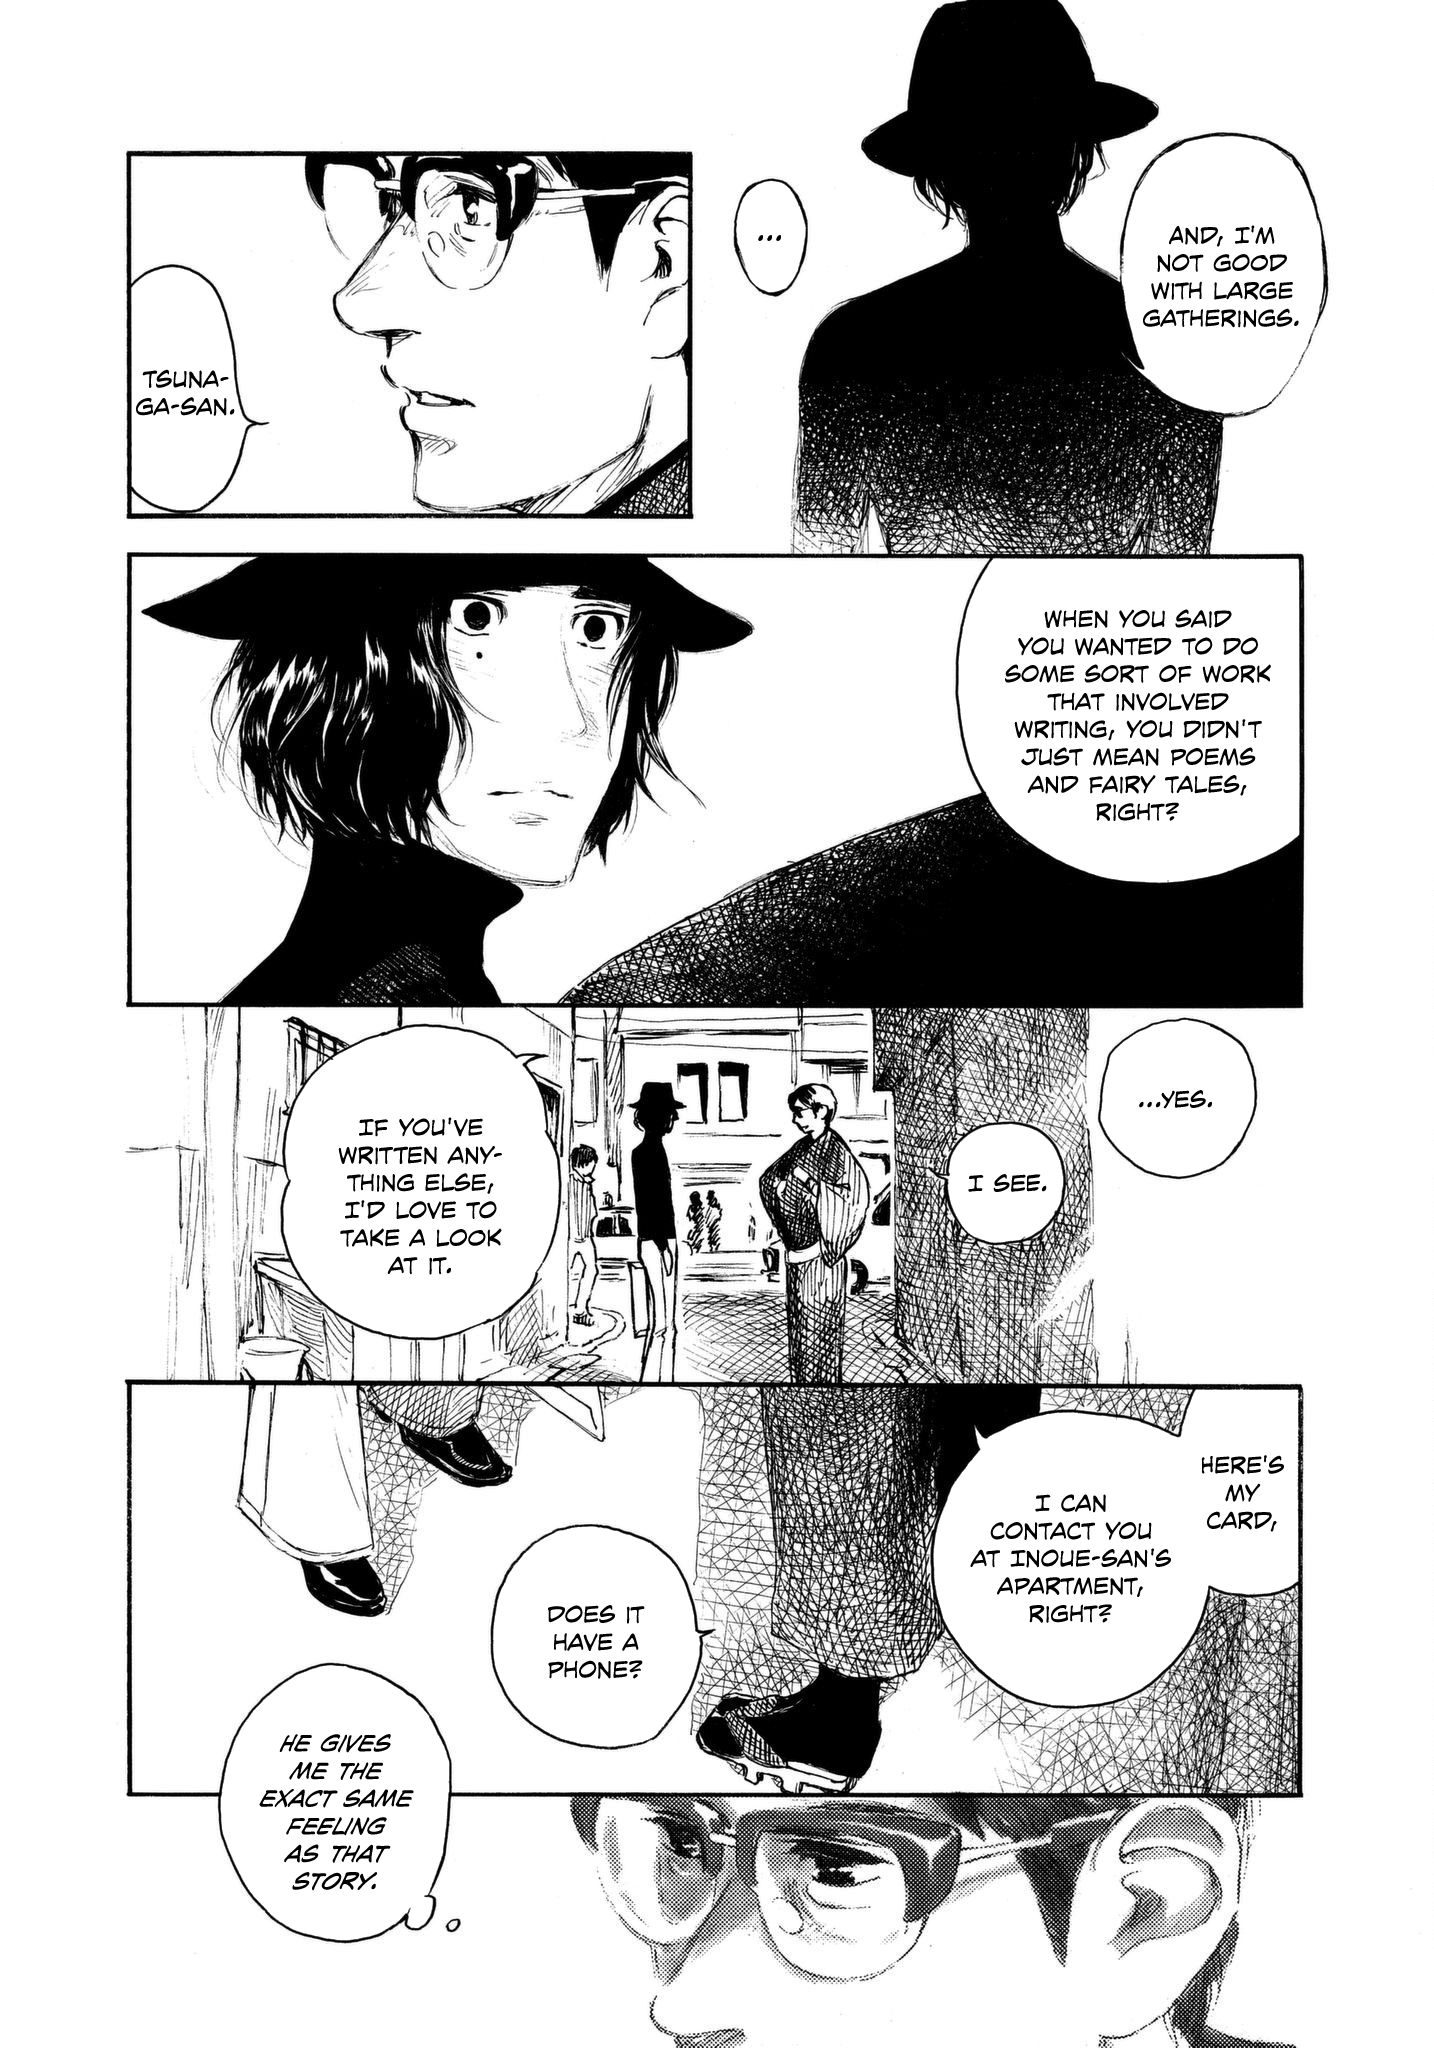 AND, I'M
NOT GOOD
WITH LARGE
GATHERINGS.
...
TSUNA-
GA-SAN.
WHEN YOU SAID
YOU WANTED TO DO
SOME SORT OF WORK
THAT INVOLVED
WRITING, YOU DIDN'T
JUST MEAN POEMS
AND FAIRY TALES,
RIGHT?
...YES.
I SEE.
IF YOU'VE
WRITTEN ANY-
THING ELSE,
I'D LOVE TO
TAKE A LOOK
AT IT.
HERE'S
MY
CARD,
I CAN
CONTACT YOU
AT INOUE-SAN'S
APARTMENT,
RIGHT?
DOES IT
HAVE A
PHONE?
HE GIVES
ME THE
EXACT SAME
FEELING
AS THAT
STORY.